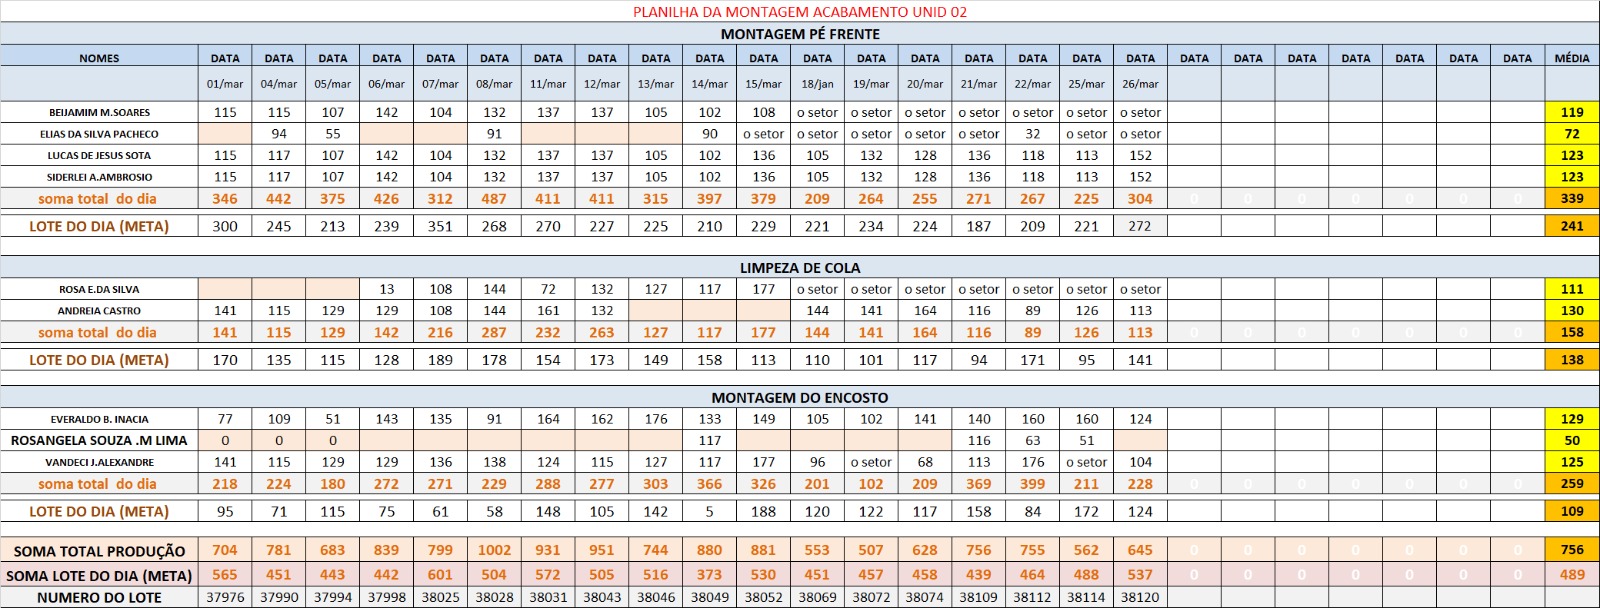 PLANILHA DA MONTAGEM ACABAMENTO UNID 02
MONTAGEM PÉ FRENTE
NOMES DATA DATA DATA DATA DATA DATA DATA DATA DATA DATA DATA DATA DATA DATA DATA DATA DATA DATA DATA DATA DATA DATA DATA DATA DATA MÉDIA
01/mar 04/mar 05/mar 06/mar 07/mar 08/mar 11/mar 12/mar 13/mar 14/mar 15/mar 18/jan 19/mar 20/mar 21/mar 22/mar 25/mar 26/mar
BEIJAMIM M.SOARES 115 115 107 142 104 132 137 137 105 102 108 o setor o setor o setor o setor o setor o setor o setor 119
ELIAS DA SILVA PACHECO 94 55 91 90 o setor o setor o setor o setor o setor 32 o setor o setor 72
LUCAS DE JESUS SOTA 115 117 107 142 104 132 137 137 105 102 136 105 132 128 136 118 113 152 123
SIDERLEI A.AMBROSIO 115 117 107 142 104 132 137 137 105 102 136 105 132 128 136 118 113 152 123
soma total do dia 346 442 375 426 312 487 411 411 315 397 379 209 264 255 271 267 225 304 0 0 0 0 0 0 0 339
LOTE DO DIA (META) 300 245 213 239 351 268 270 227 225 210 229 221 234 224 187 209 221 272 241
LIMPEZA DE COLA
ROSA E.DA SILVA 13 108 144 72 132 127 117 177 o setor o setor o setor o setor o setor o setor o setor 111
ANDREIA CASTRO 141 115 129 129 108 144 161 132 144 141 164 116 89 126 113 130
soma total do dia 141 115 129 142 216 287 232 263 127 117 177 144 141 164 116 89 126 113 0 0 0 0 0 0 0 158
LOTE DO DIA (META) 170 135 115 128 189 178 154 173 149 158 113 110 101 117 94 171 95 141 138
MONTAGEM DO ENCOSTO
EVERALDO B. INACIA 77 109 51 143 135 91 164 162 176 133 149 105 102 141 140 160 160 124 129
ROSANGELA SOUZA .M LIMA 0 0 0 117 116 63 51 50
VANDECI J.ALEXANDRE 141 115 129 129 136 138 124 115 127 117 177 96 o setor 68 113 176 o setor 104 125
soma total do dia 218 224 180 272 271 229 288 277 303 366 326 201 102 209 369 399 211 228 0 0 0 0 0 0 0 259
LOTE DO DIA (META) 95 71 115 75 61 58 148 105 142 5 188 120 122 117 158 84 172 124 109
SOMA TOTAL PRODUÇÃO 704 781 683 839 799 1002 931 951 744 880 881 553 507 628 756 755 562 645 0 0 0 0 0 0 0 756
SOMA LOTE DO DIA (META) 565 451 443 442 601 504 572 505 516 373 530 451 457 458 439 464 488 537 0 0 0 0 0 0 0 489
NUMERO DO LOTE 37976 37990 37994 37998 38025 38028 38031 38043 38046 38049 38052 38069 38072 38074 38109 38112 38114 38120